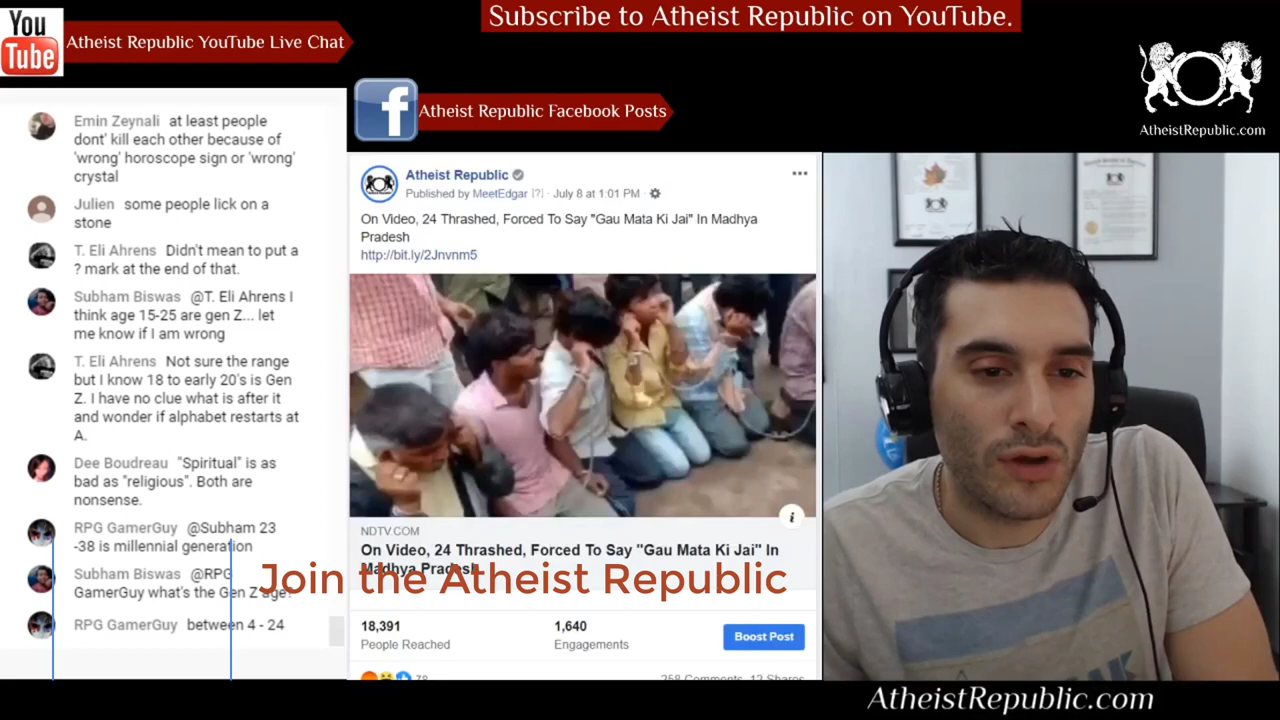 You
Tube
Atheist Republic YouTube Live Chat
Subscribe to Atheist Republic on YouTube.
AtheistRepublic.com
f
Atheist Republic Facebook Posts
Emin Zeynali at least people
dont' kill each other because of
'wrong' horoscope sign or 'wrong'
crystal
Julien some people lick on a
stone
T. Eli Ahrens Didn't mean to put a
? mark at the end of that.
Subham Biswas @T. Eli Ahrens I
think age 15-25 are gen Z... let
me know if I am wrong
T. Eli Ahrens Not sure the range
but I know 18 to early 20's is Gen
Z. I have no clue what is after it
and wonder if alphabet restarts at
A.
Dee Boudreau "Spiritual" is as
bad as "religious". Both are
nonsense.
RPG GamerGuy @Subham 23
-38 is millennial generation
Subham Biswas @RPG
GamerGuy what's the Gen Z age?
RPG GamerGuy between 4 - 24
Atheist Republic
Published by MeetEdgar [?] · July 8 at 1:01 PM ·
On Video, 24 Thrashed, Forced To Say "Gau Mata Ki Jai" In Madhya
Pradesh
http://bit.ly/2Jnvnm5
i
NDTV.COM
On Video, 24 Thrashed, Forced To Say "Gau Mata Ki Jai" In
Madhya Pradesh
Join the Atheist Republic
18,391
People Reached
1,640
Engagements
Boost Post
78
258 Comments 12 Shares
AtheistRepublic.com